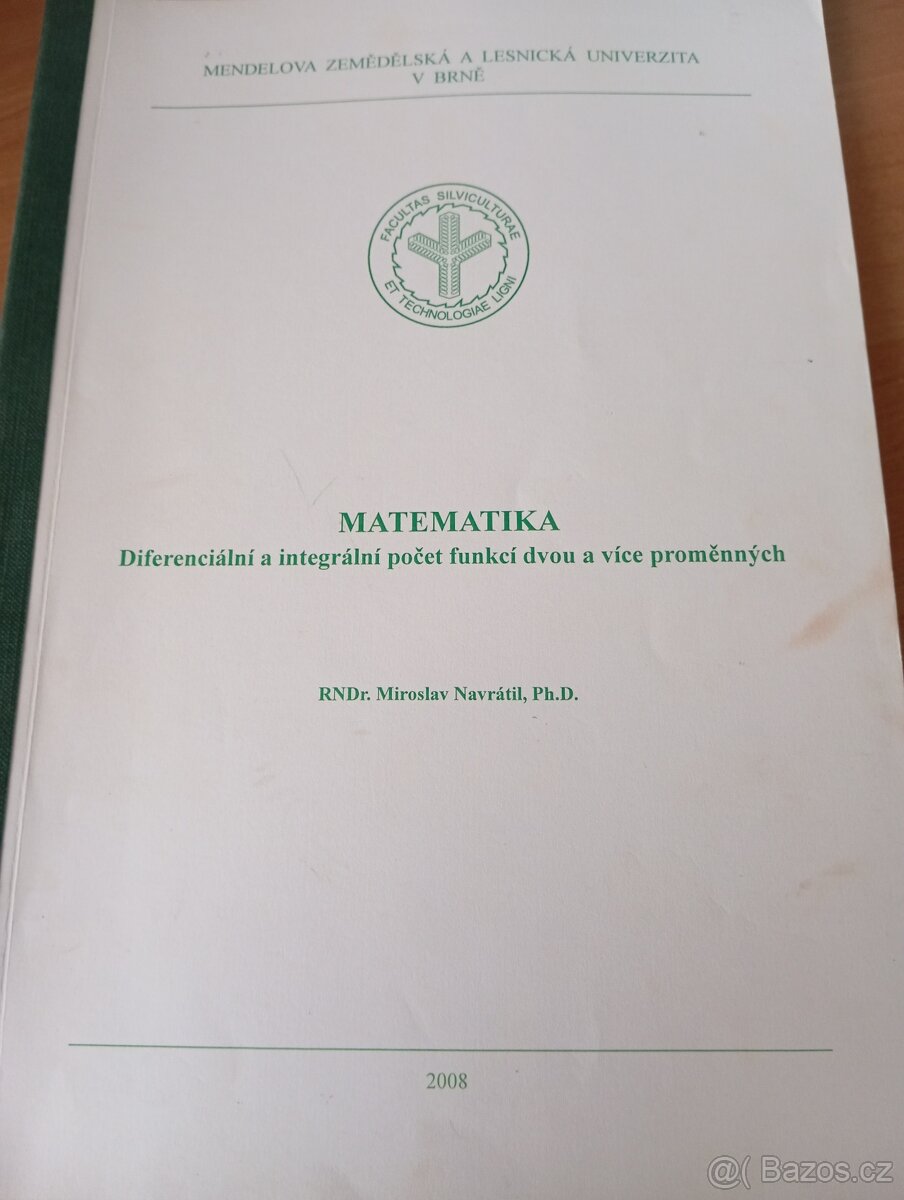 MENDELOVA ZEMĚDĚLSKÁ A LESNICKÁ UNIVERZITA
V BRNĚ
FACULTAS SILVICULTURAE
ET TECHNOLOGIAE LIGNI
MATEMATIKA
Diferenciální a integrální počet funkcí dvou a více proměnných
RNDr. Miroslav Navrátil, Ph.D.
2008
@( Bazos.cz